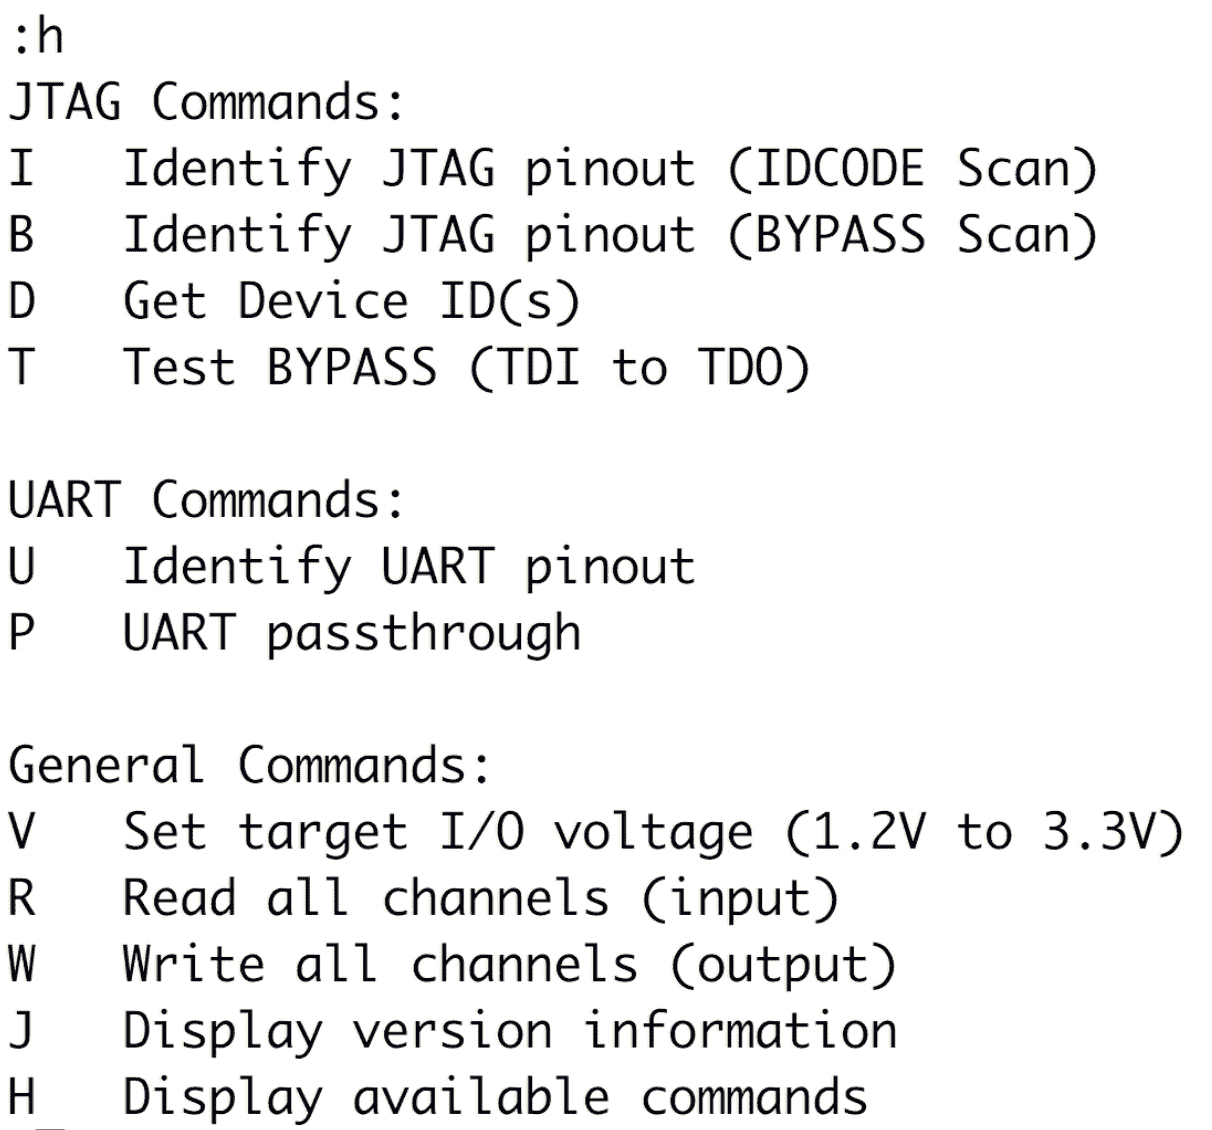 :h
JTAG Commands:
I   Identify JTAG pinout (IDCODE Scan)
B   Identify JTAG pinout (BYPASS Scan)
D   Get Device ID(s)
T   Test BYPASS (TDI to TDO)

UART Commands:
U   Identify UART pinout
P   UART passthrough

General Commands:
V   Set target I/O voltage (1.2V to 3.3V)
R   Read all channels (input)
W   Write all channels (output)
J   Display version information
H   Display available commands